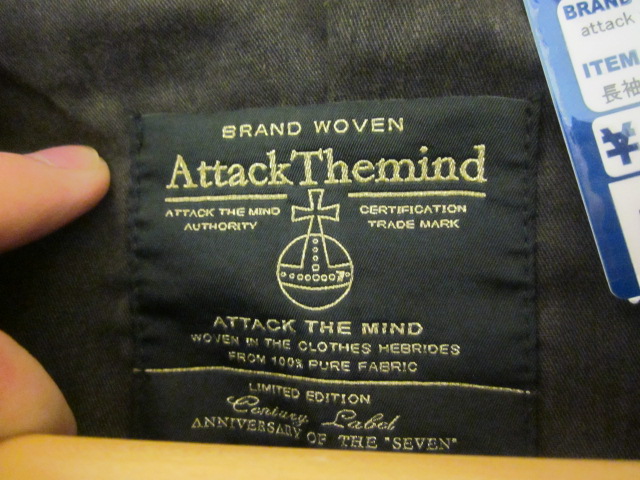 BRAND WOVEN
AttackThemind
ATTACK THE MIND
AUTHORITY
CERTIFICATION
TRADE MARK
7
ATTACK THE MIND
WOVEN IN THE CLOTHES HEBRIDES
FROM 100% PURE FABRIC
LIMITED EDITION
Century Label
ANNIVERSARY OF THE "SEVEN"
BRAND
attack
ITEM
長袖
¥